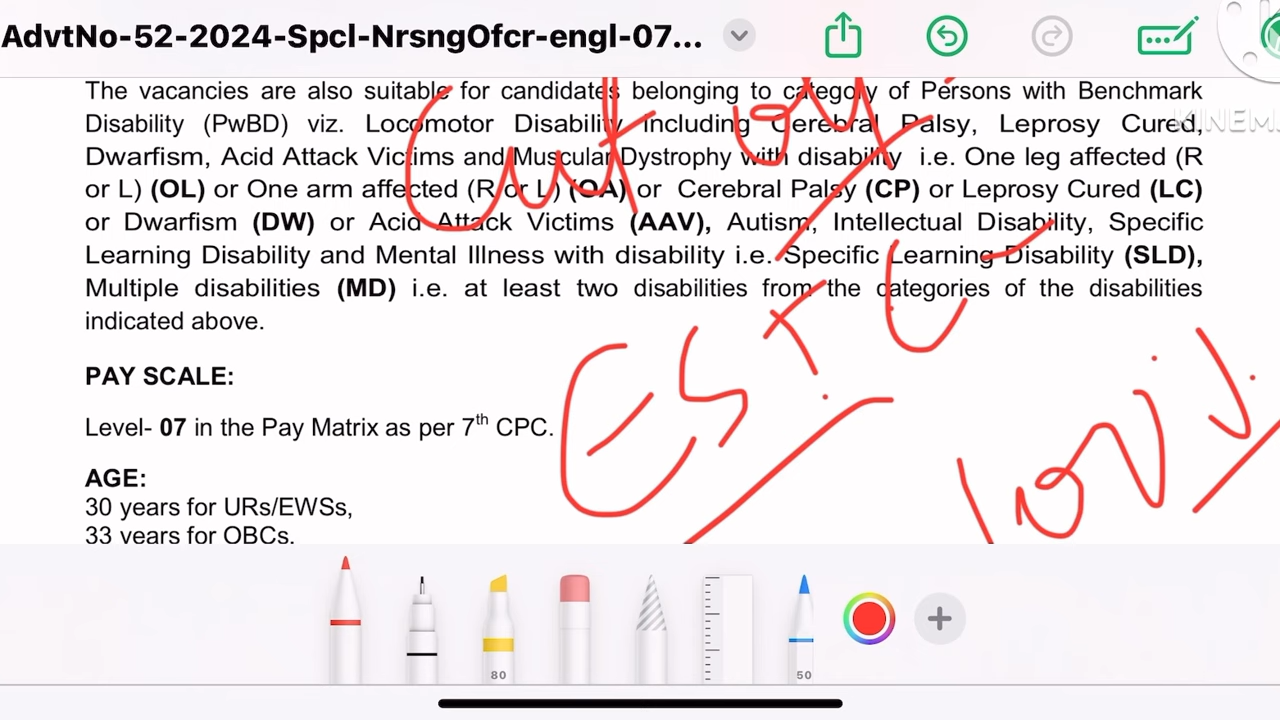 AdvtNo-52-2024-Spcl-NrsngOfcr-engl-07...
The vacancies are also suitable for candidates belonging to category of Persons with Benchmark
Disability (PwBD) viz. Locomotor Disability including Cerebral Palsy, Leprosy Cured,
KINEM
Dwarfism, Acid Attack Victims and Muscular Dystrophy with disability i.e. One leg affected (R
or L) (OL) or One arm affected (R or L) (OA) or Cerebral Palsy (CP) or Leprosy Cured (LC)
or Dwarfism (DW) or Acid Attack Victims (AAV), Autism, Intellectual Disability, Specific
Learning Disability and Mental Illness with disability i.e. Specific Learning Disability (SLD),
Multiple disabilities (MD) i.e. at least two disabilities from the categories of the disabilities
indicated above.
Cut off
ESIC
PAY SCALE:
Level- 07 in the Pay Matrix as per 7th CPC.
AGE:
30 years for URs/EWSs,
33 years for OBCs.
80
50